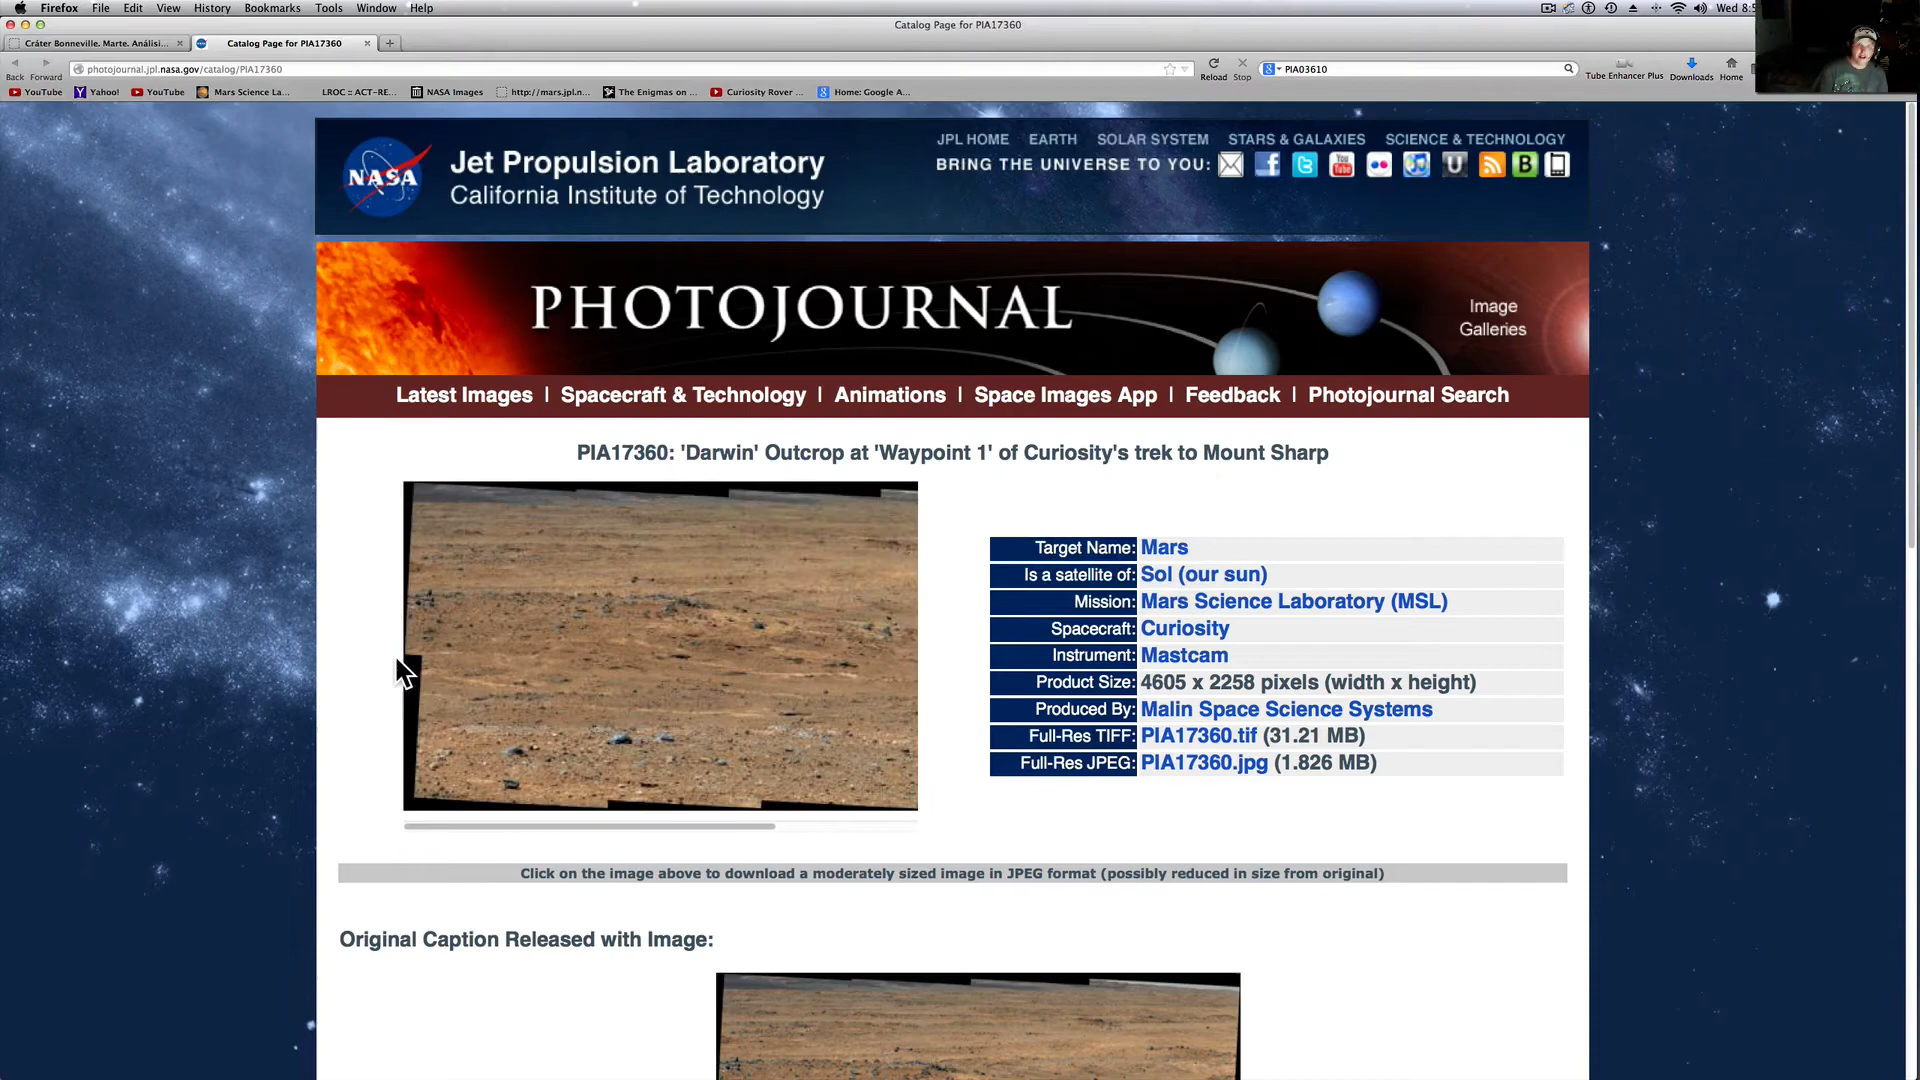 Firefox File Edit View History Bookmarks Tools Window Help
Wed 8:5
Catalog Page for PIA17360
Cráter Bonneville. Marte. Análisi...
Catalog Page for PIA17360
Back Forward
photojournal.jpl.nasa.gov/catalog/PIA17360
Reload Stop
PIA03610
Tube Enhancer Plus Downloads Home
YouTube Yahoo! YouTube Mars Science La... LROC :: ACT-RE... NASA Images http://mars.jpl.n... The Enigmas on ... Curiosity Rover ... Home: Google A...
NASA
Jet Propulsion Laboratory
California Institute of Technology
JPL HOME EARTH SOLAR SYSTEM STARS & GALAXIES SCIENCE & TECHNOLOGY
BRING THE UNIVERSE TO YOU:
PHOTOJOURNAL
Image
Galleries
Latest Images | Spacecraft & Technology | Animations | Space Images App | Feedback | Photojournal Search
PIA17360: 'Darwin' Outcrop at 'Waypoint 1' of Curiosity's trek to Mount Sharp
Target Name: Mars
Is a satellite of: Sol (our sun)
Mission: Mars Science Laboratory (MSL)
Spacecraft: Curiosity
Instrument: Mastcam
Product Size: 4605 x 2258 pixels (width x height)
Produced By: Malin Space Science Systems
Full-Res TIFF: PIA17360.tif (31.21 MB)
Full-Res JPEG: PIA17360.jpg (1.826 MB)
Click on the image above to download a moderately sized image in JPEG format (possibly reduced in size from original)
Original Caption Released with Image: